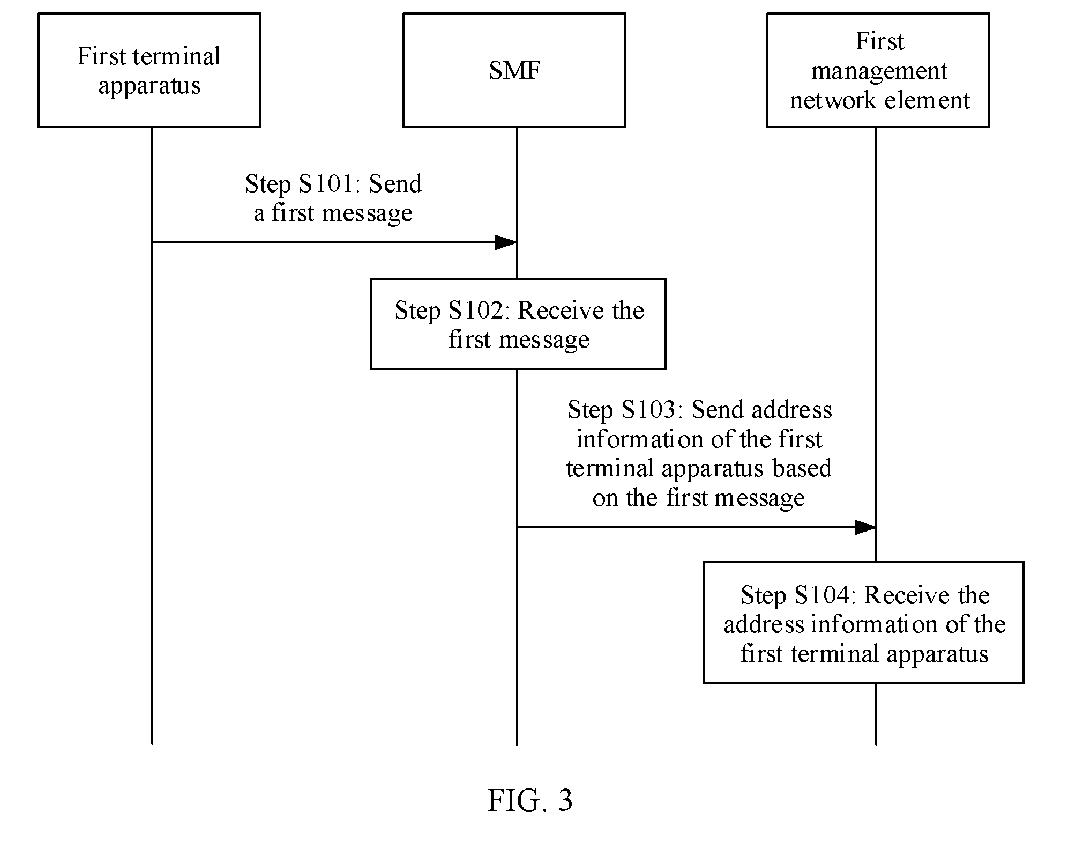 First terminal
apparatus
SMF
First
management
network element
Step S101: Send
a first message
Step S102: Receive the
first message
Step S103: Send address
information of the first
terminal apparatus based
on the first message
Step S104: Receive the
address information of the
first terminal apparatus
FIG. 3